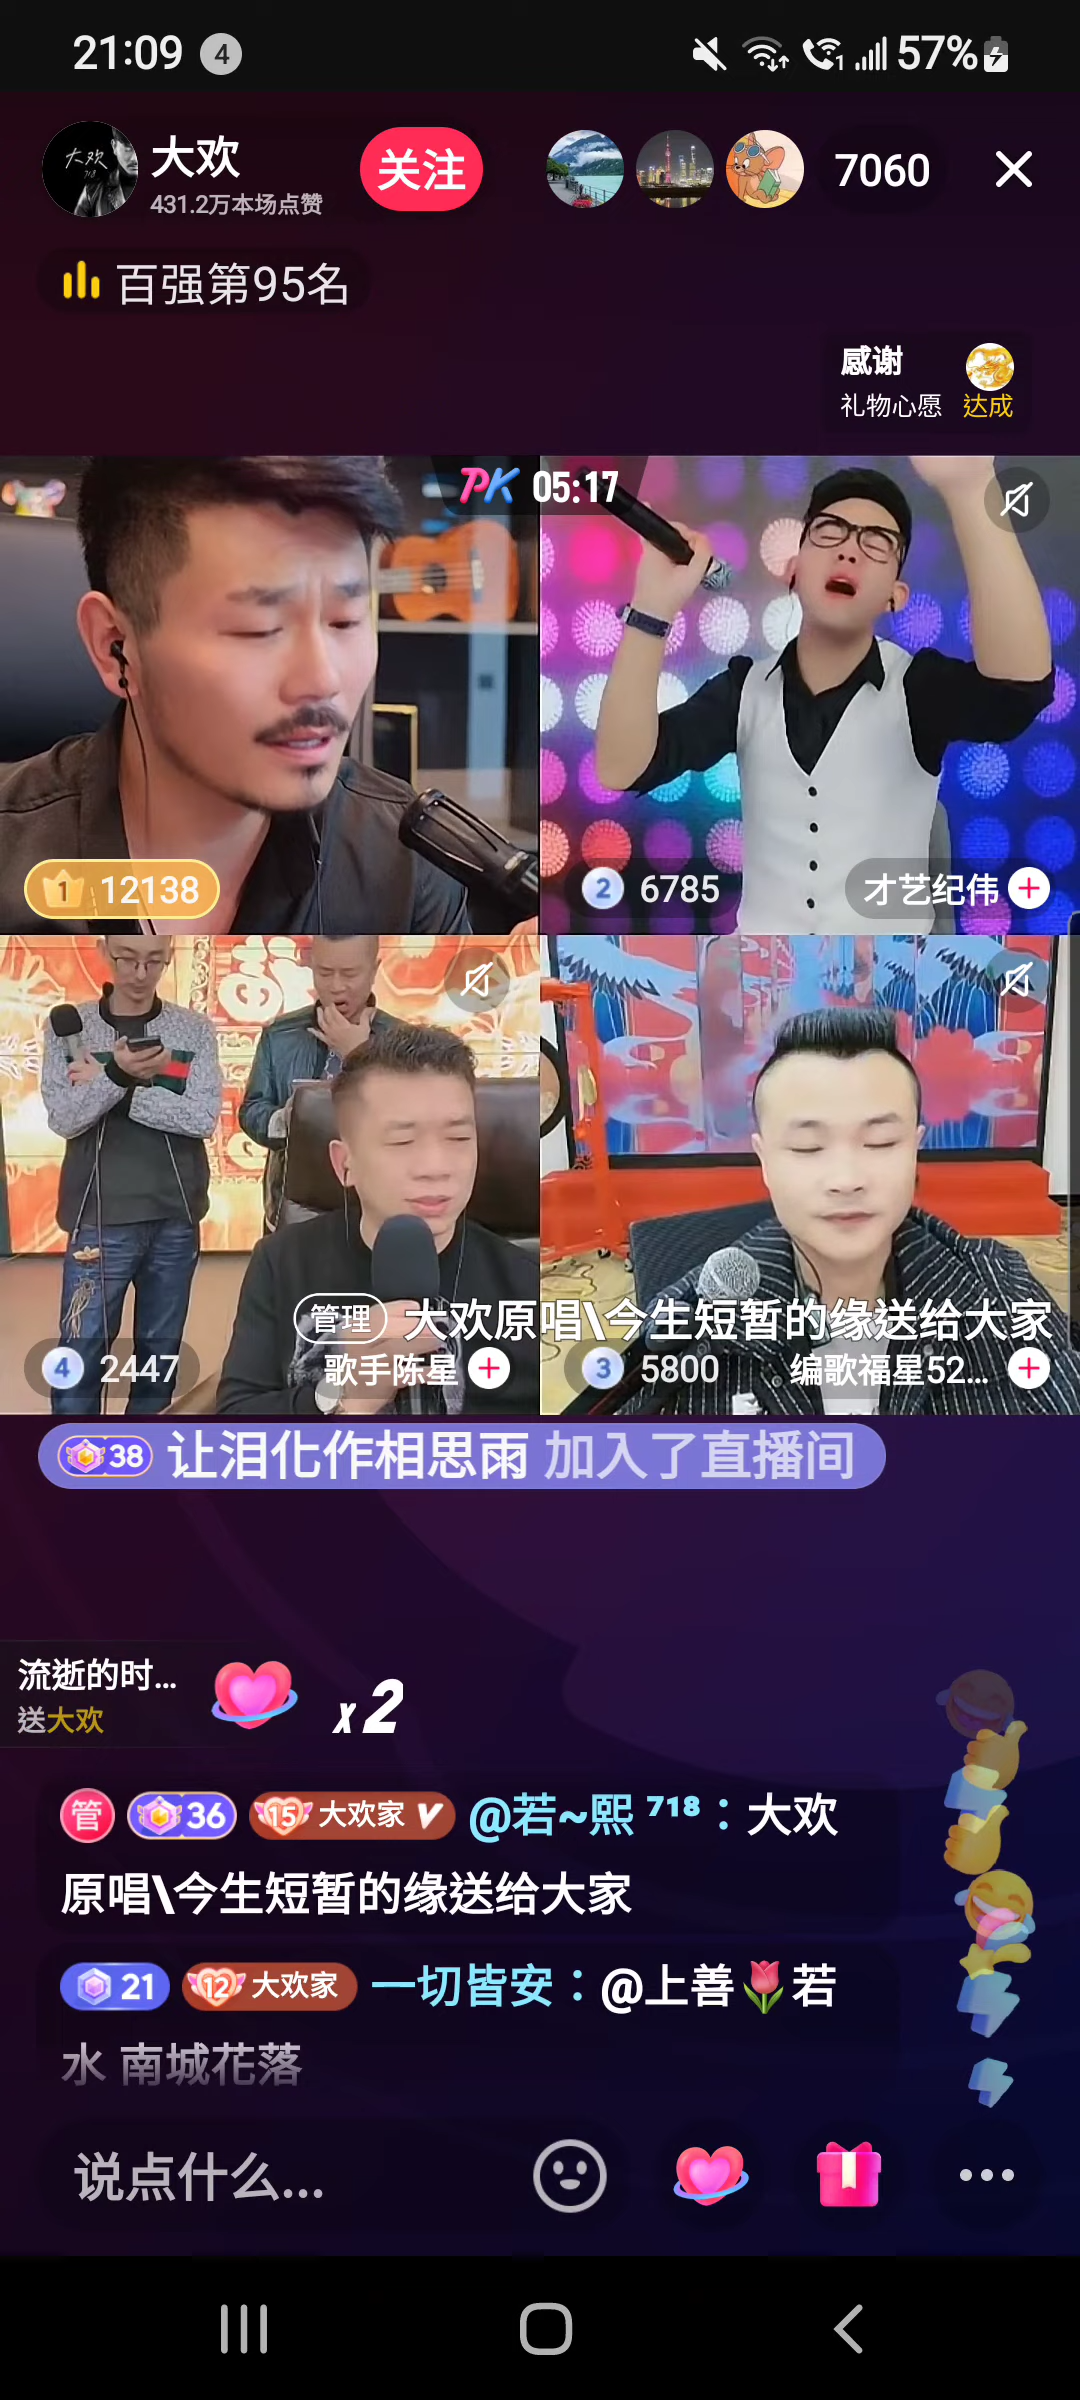 21:09 4 1 57%
大欢 718
大欢
431.2万本场点赞
关注
7060
百强第95名
感谢
礼物心愿 达成
PK 05:17
1 12138
2 6785
才艺纪伟
管理 大欢原唱\今生短暂的缘送给大家
4 2447
歌手陈星
3 5800
编歌福星52...
38 让泪化作相思雨 加入了直播间
流逝的时...
送大欢
x2
管 36 15 大欢家 V @若~熙 ⁷¹⁸：大欢
原唱\今生短暂的缘送给大家
21 12 大欢家 一切皆安：@上善🌷若
水 南城花落
说点什么...